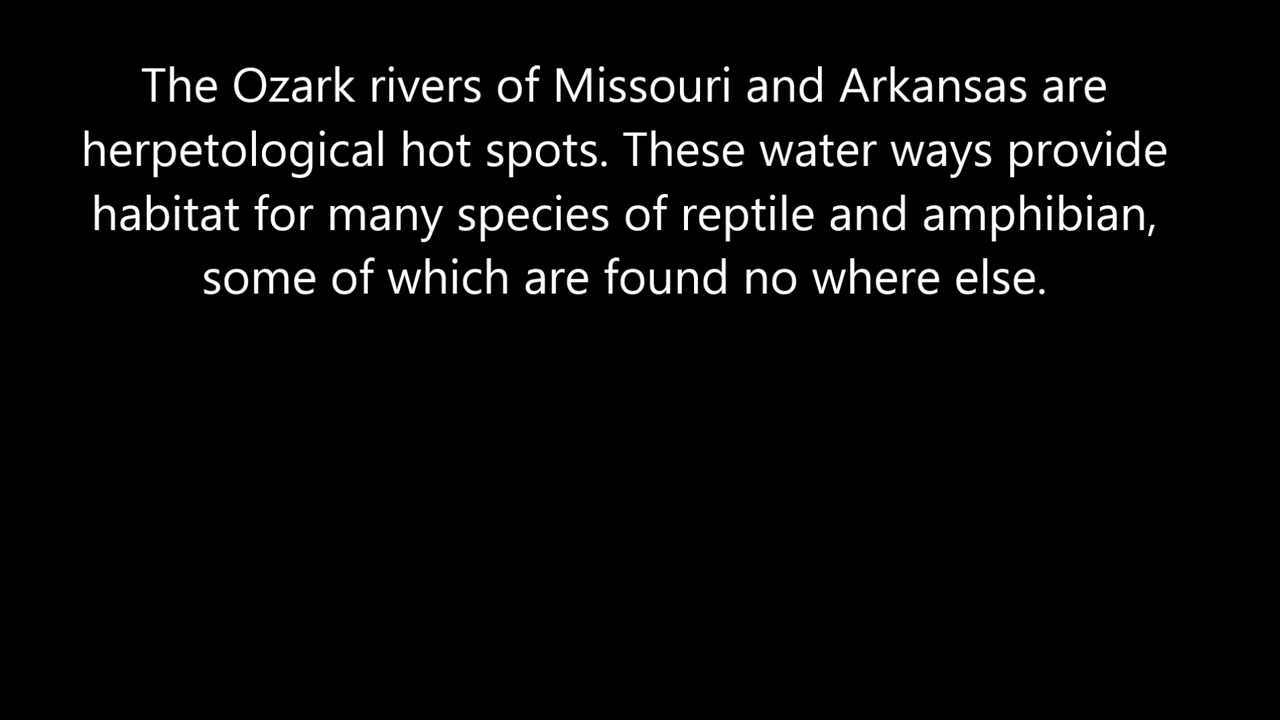 The Ozark rivers of Missouri and Arkansas are
herpetological hot spots. These water ways provide
habitat for many species of reptile and amphibian,
some of which are found no where else.